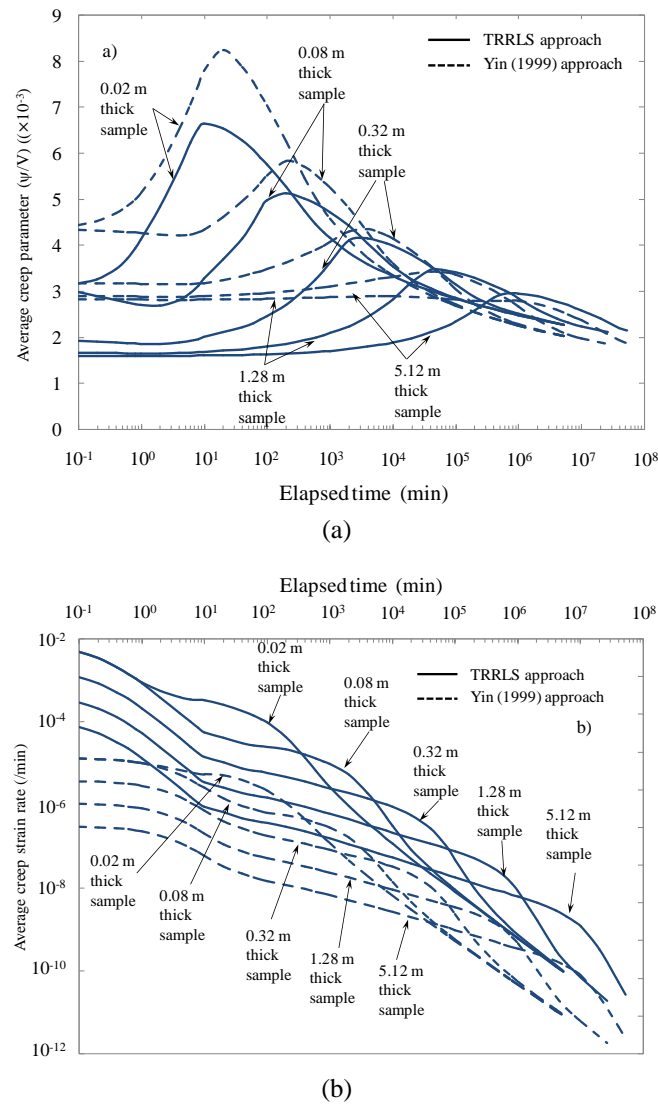 9
8
7
6
5
4
3
2
1
0
Average creep parameter (ψ/V) ((×10-3)
a)
TRRLS approach
Yin (1999) approach
0.02 m
thick
sample
0.08 m
thick
sample
0.32 m
thick
sample
1.28 m
thick
sample
5.12 m
thick
sample
10-1 100 101 102 103 104 105 106 107 108
Elapsed time (min)
(a)
Elapsed time (min)
10-1 100 101 102 103 104 105 106 107 108
10-2
10-4
10-6
10-8
10-10
10-12
Average creep strain rate (/min)
TRRLS approach
Yin (1999) approach
b)
0.02 m
thick
sample
0.08 m
thick
sample
0.32 m
thick
sample
1.28 m
thick
sample
5.12 m
thick
sample
0.02 m
thick
sample
0.08 m
thick
sample
0.32 m
thick
sample
1.28 m
thick
sample
5.12 m
thick
sample
(b)